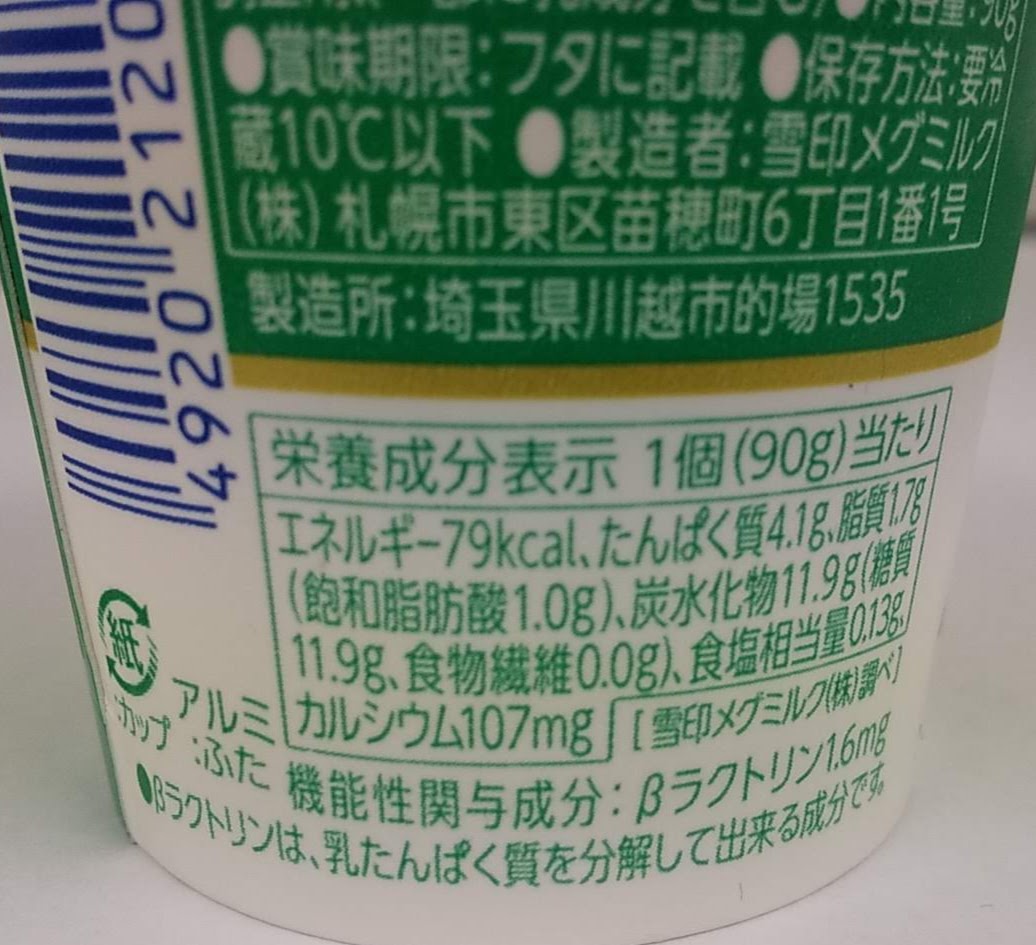 ●内容量:90g
●賞味期限:フタに記載 ●保存方法:要冷
蔵10℃以下 ●製造者:雪印メグミルク
(株) 札幌市東区苗穂町6丁目1番1号
製造所:埼玉県川越市的場1535
栄養成分表示 1個(90g)当たり
エネルギー79kcal、たんぱく質4.1g、脂質1.7g
(飽和脂肪酸1.0g)、炭水化物11.9g(糖質
11.9g、食物繊維0.0g)、食塩相当量0.13g、
カルシウム107mg
[雪印メグミルク(株)調べ]
機能性関与成分:βラクトリン1.6mg
●βラクトリンは、乳たんぱく質を分解して出来る成分です。
紙
:カップ
アルミ
:ふた
4920212 0